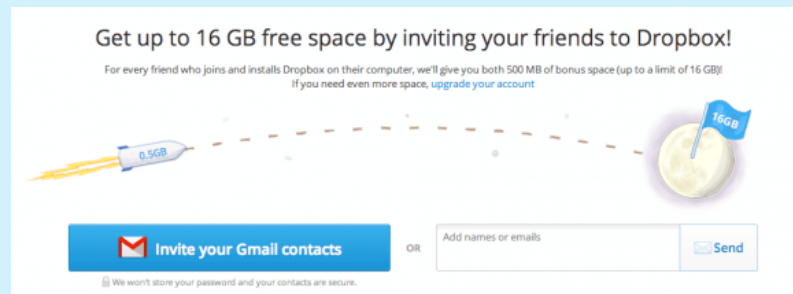 Get up to 16 GB free space by inviting your friends to Dropbox!
For every friend who joins and installs Dropbox on their computer, we'll give you both 500 MB of bonus space (up to a limit of 16 GB)!
If you need even more space, upgrade your account
16GB
0.5GB
Invite your Gmail contacts
OR
Add names or emails
Send
We won't store your password and your contacts are secure.